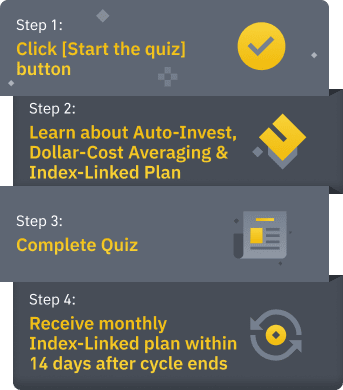 Step 1:
Click [Start the quiz]
button
Step 2:
Learn about Auto-Invest,
Dollar-Cost Averaging &
Index-Linked Plan
Step 3:
Complete Quiz
Step 4:
Receive monthly
Index-Linked plan within
14 days after cycle ends